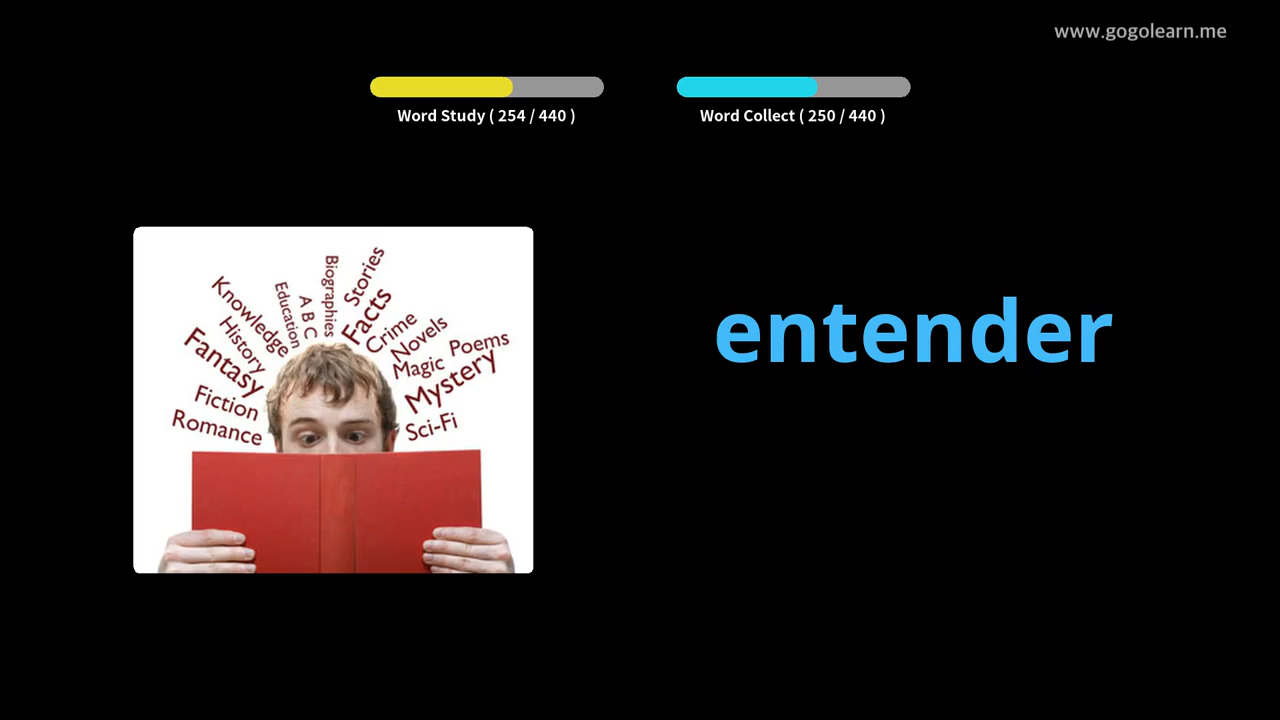 www.gogolearn.me
Word Study ( 254 / 440 )
Word Collect ( 250 / 440 )
Biographies
Stories
Education
A B C
Facts
Knowledge
History
Crime
Novels
Fantasy
Magic
Poems
Mystery
Fiction
Romance
Sci-Fi
entender